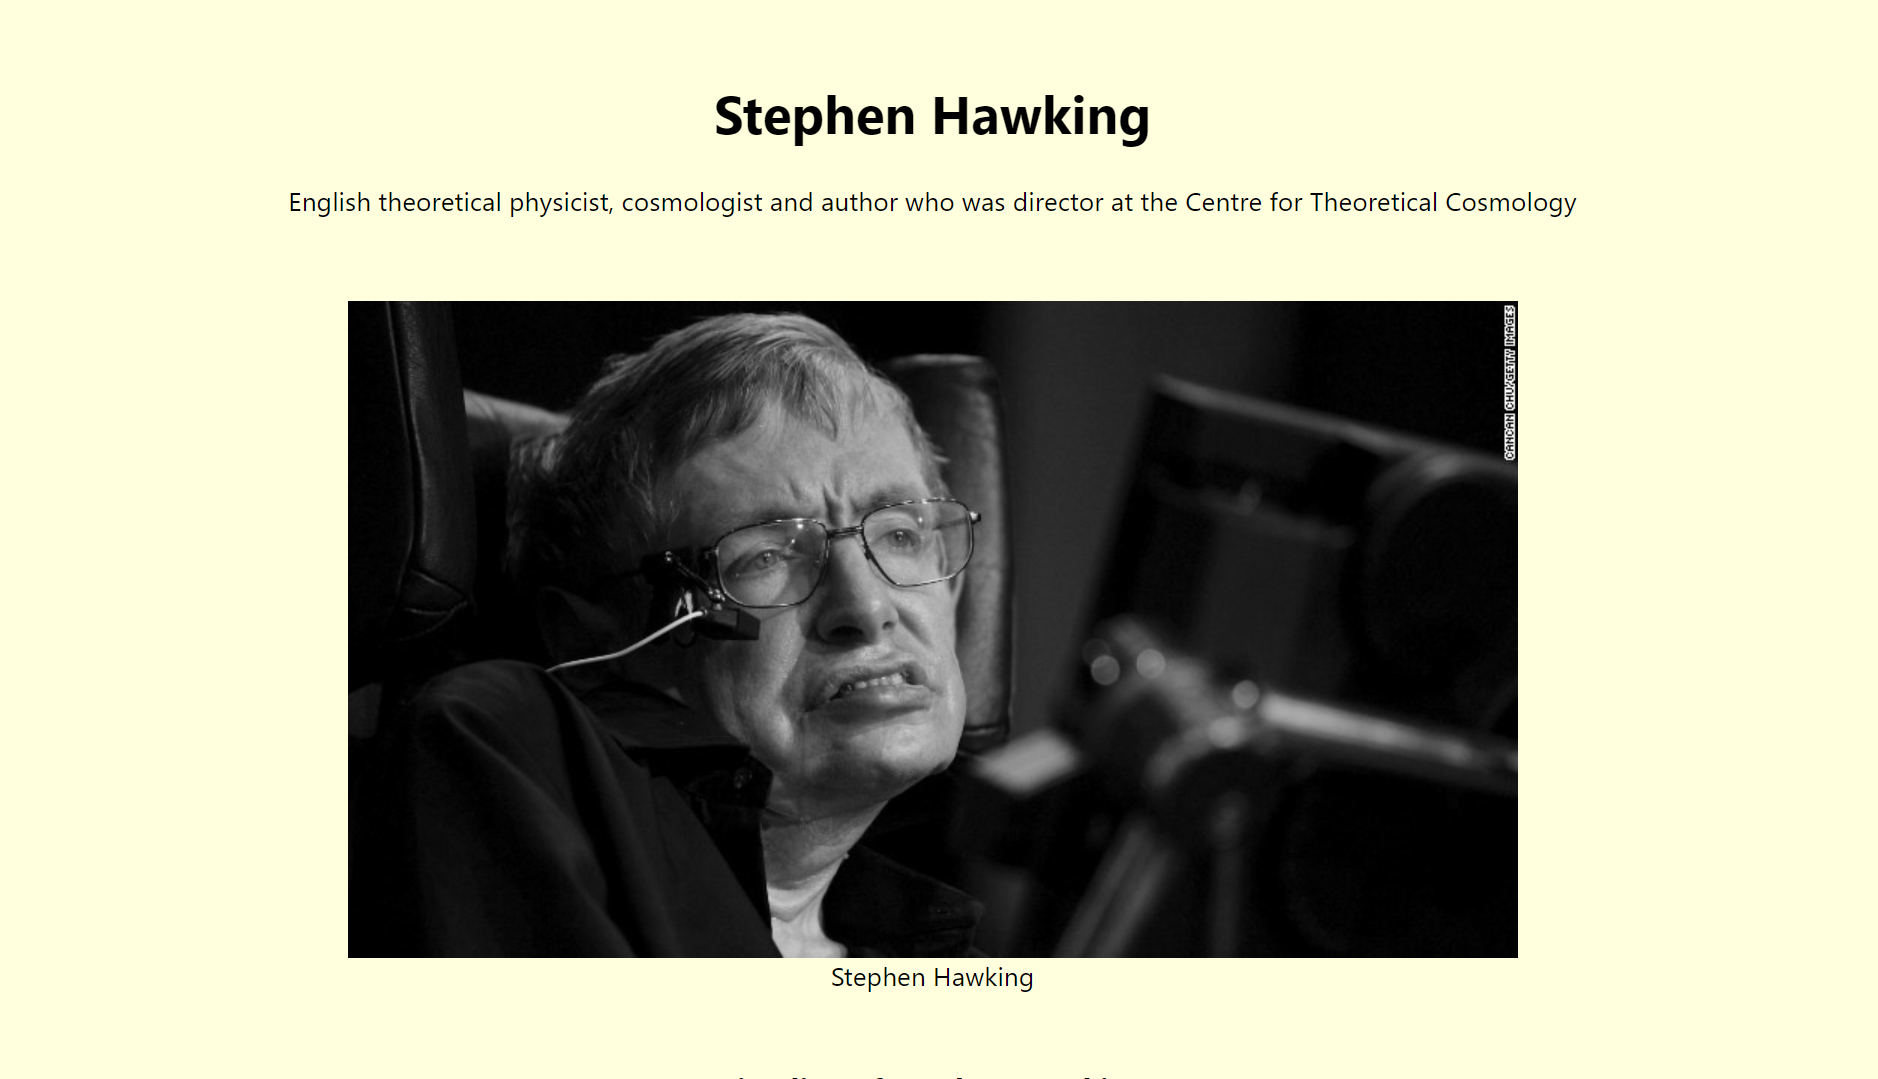 Stephen Hawking
English theoretical physicist, cosmologist and author who was director at the Centre for Theoretical Cosmology
CANCAN CHU/GETTY IMAGES
Stephen Hawking